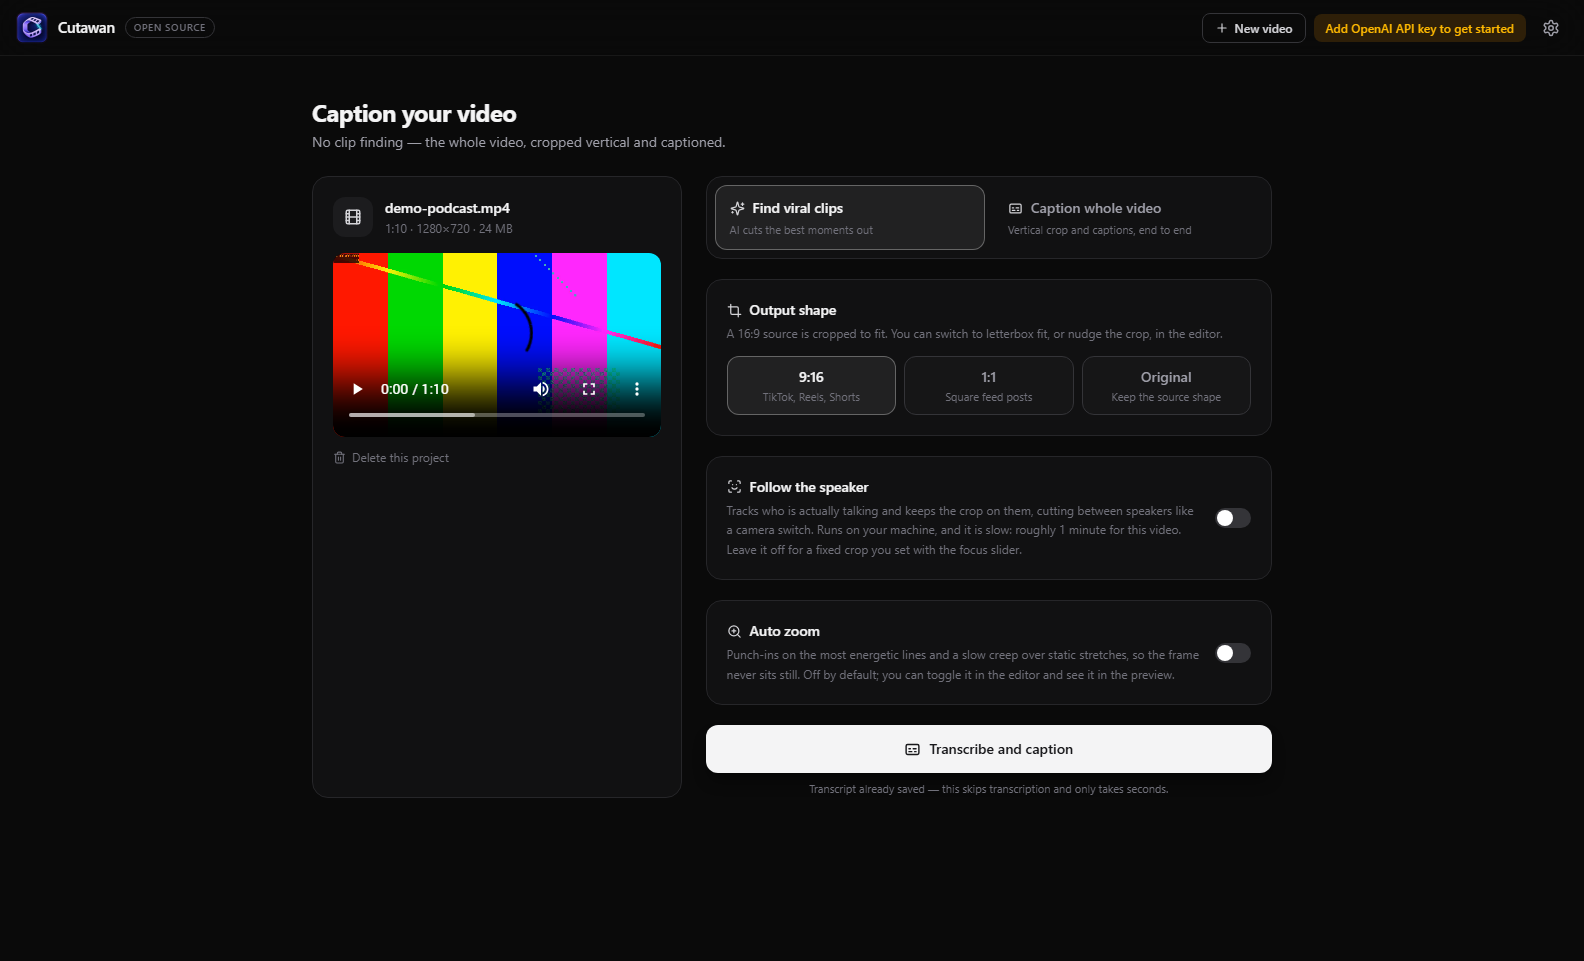 Cutawan
OPEN SOURCE
New video
Add OpenAI API key to get started
Caption your video
No clip finding — the whole video, cropped vertical and captioned.
demo-podcast.mp4
1:10 · 1280×720 · 24 MB
0:00 / 1:10
Delete this project
Find viral clips
AI cuts the best moments out
Caption whole video
Vertical crop and captions, end to end
Output shape
A 16:9 source is cropped to fit. You can switch to letterbox fit, or nudge the crop, in the editor.
9:16
TikTok, Reels, Shorts
1:1
Square feed posts
Original
Keep the source shape
Follow the speaker
Tracks who is actually talking and keeps the crop on them, cutting between speakers like
a camera switch. Runs on your machine, and it is slow: roughly 1 minute for this video.
Leave it off for a fixed crop you set with the focus slider.
Auto zoom
Punch-ins on the most energetic lines and a slow creep over static stretches, so the frame
never sits still. Off by default; you can toggle it in the editor and see it in the preview.
Transcribe and caption
Transcript already saved — this skips transcription and only takes seconds.